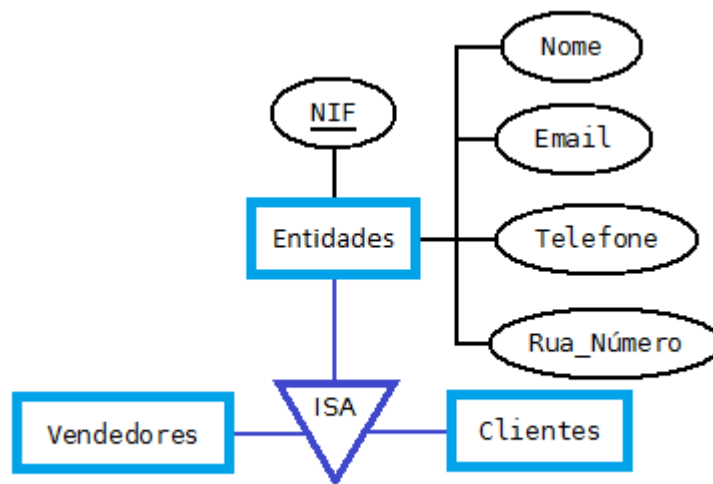 Nome
NIF
Email
Entidades
Telefone
Rua_Número
ISA
Vendedores
Clientes